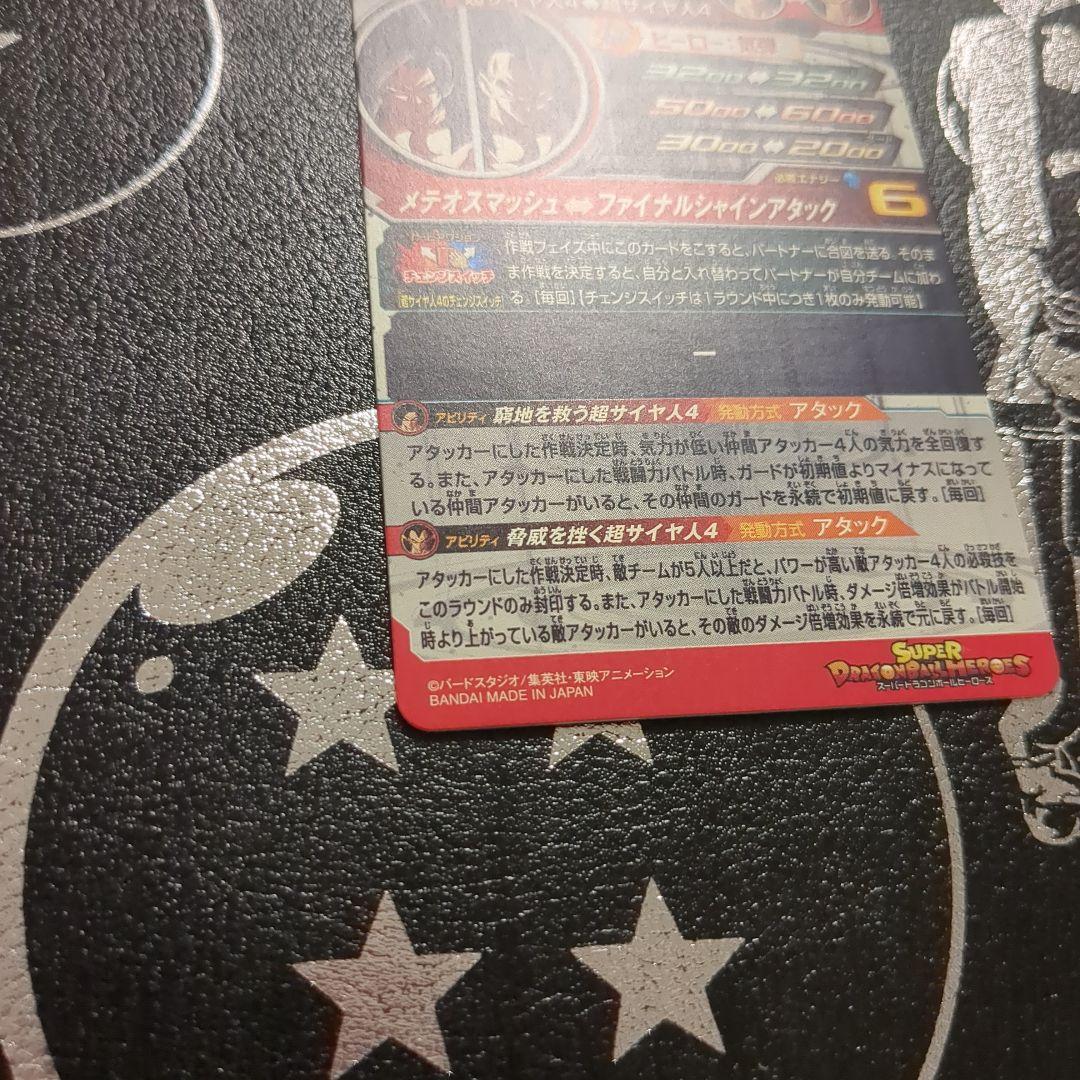 超サイヤ人4⇔超サイヤ人4
ヒーロー:
3200⇔3200
5000⇔6000
3000⇔2000
必殺エナジー 6
メテオスマッシュ⇔ファイナルシャインアタック
チェンジスイッチ
超サイヤ人4のチェンジスイッチ
作戦フェイズ中にこのカードをこすると、パートナーに合図を送る。そのま
ま作戦を決定すると、自分と入れ替わってパートナーが自分チームに加わ
る。[毎回][チェンジスイッチは1ラウンド中につき1枚のみ発動可能]
ー
アビリティ 窮地を救う超サイヤ人4 発動方式 アタック
アタッカーにした作戦決定時、気力が低い仲間アタッカー4人の気力を全回復す
る。また、アタッカーにした戦闘力バトル時、ガードが初期値よりマイナスになって
いる仲間アタッカーがいると、その仲間のガードを永続で初期値に戻す。[毎回]
アビリティ 脅威を挫く超サイヤ人4 発動方式 アタック
アタッカーにした作戦決定時、敵チームが5人以上だと、パワーが高い敵アタッカー4人の必殺技を
このラウンドのみ封印する。また、アタッカーにした戦闘力バトル時、ダメージ倍増効果がバトル開始
時より上がっている敵アタッカーがいると、その敵のダメージ倍増効果を永続で元に戻す。[毎回]
©バードスタジオ/集英社・東映アニメーション
BANDAI MADE IN JAPAN
SUPER
DRAGONBALL HEROES
スーパードラゴンボールヒーローズ